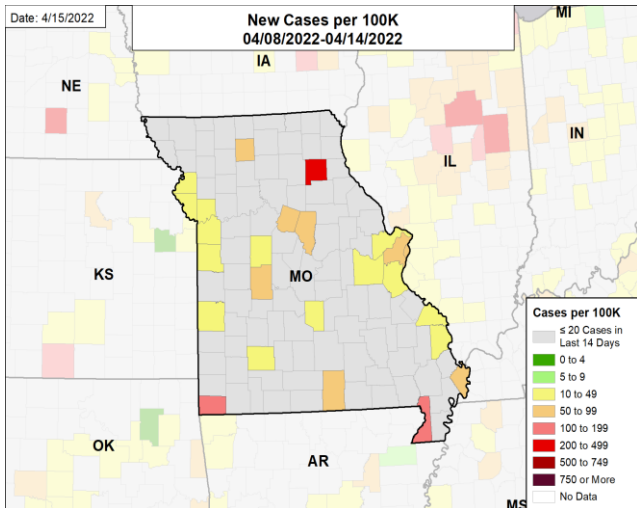 Date: 4/15/2022
New Cases per 100K
04/08/2022-04/14/2022
MI
IA
NE
IL
IN
KS
MO
Cases per 100K
≤ 20 Cases in
Last 14 Days
0 to 4
5 to 9
10 to 49
50 to 99
100 to 199
200 to 499
500 to 749
750 or More
No Data
OK
AR
MS